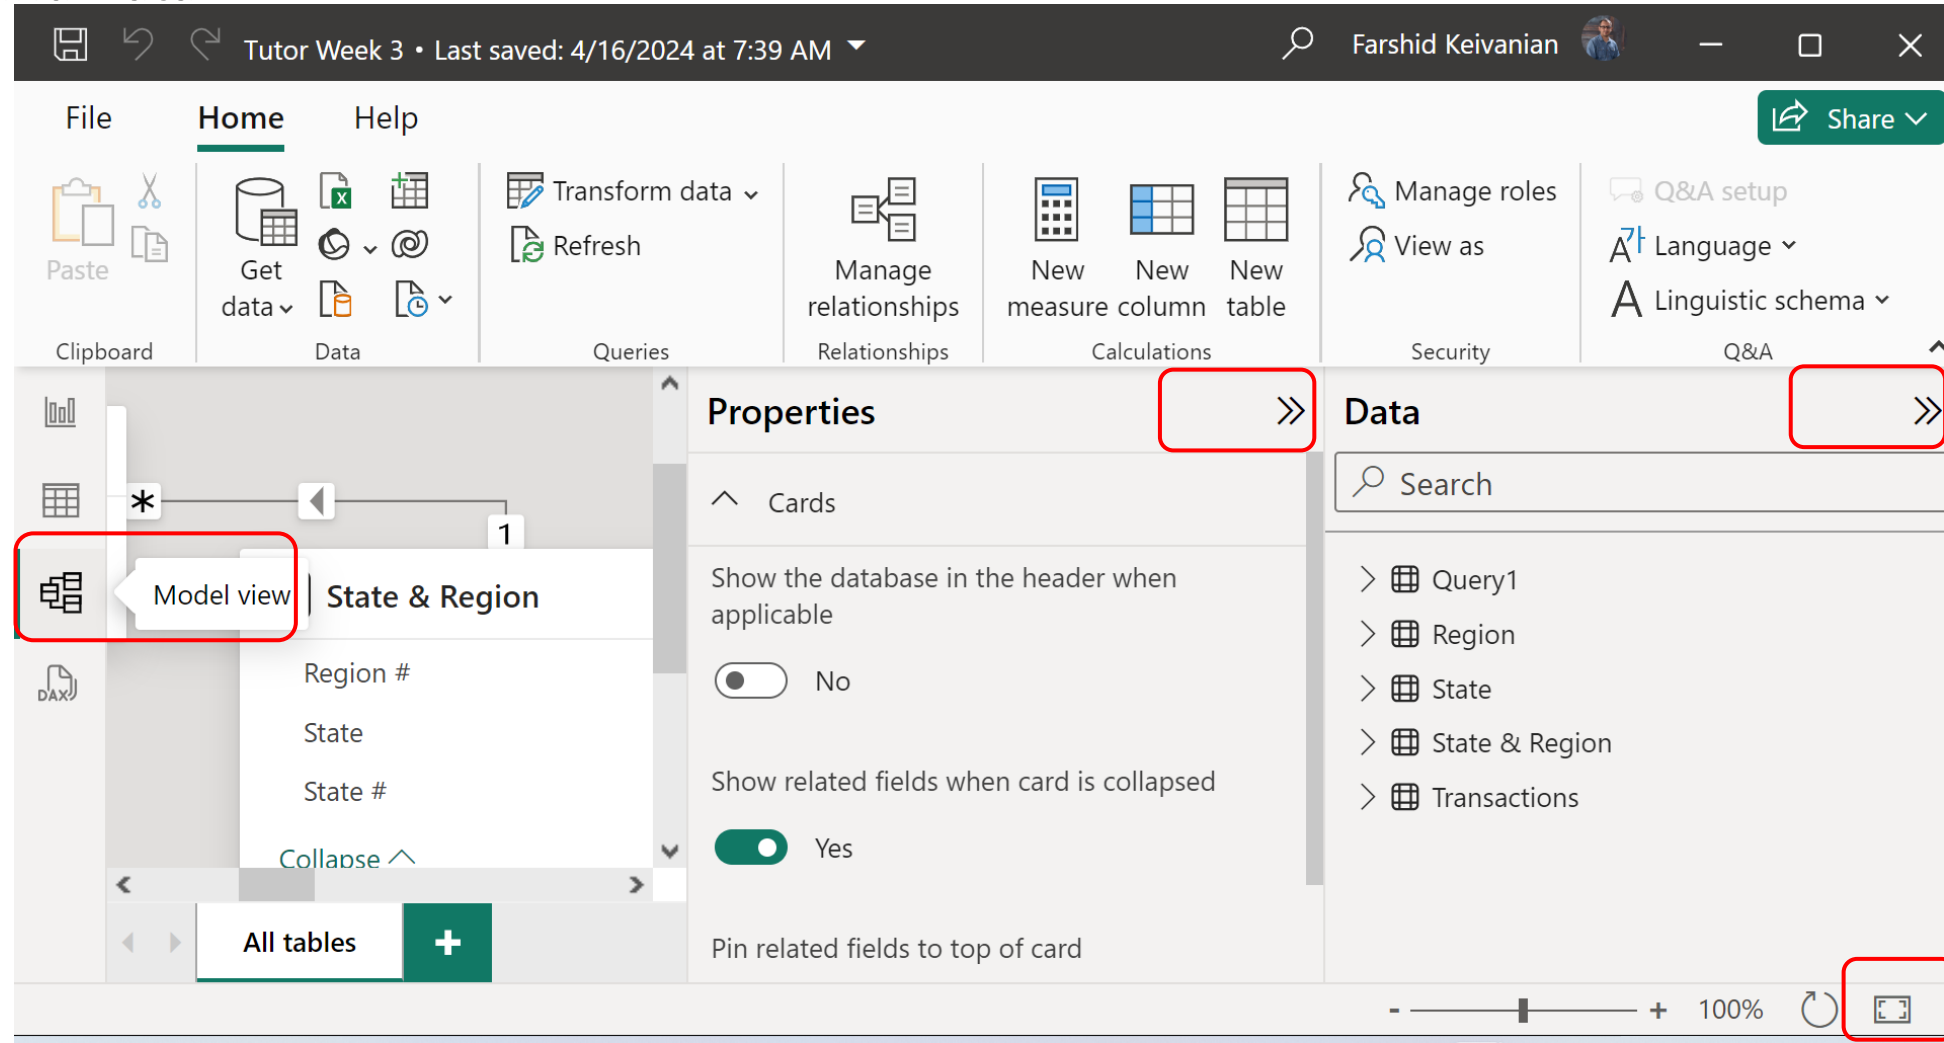 Tutor Week 3 • Last saved: 4/16/2024 at 7:39 AM
Farshid Keivanian
File Home Help
Share
Paste
Get data
Transform data
Refresh
Manage relationships
New measure
New column
New table
Manage roles
View as
Q&A setup
Language
Linguistic schema
Clipboard
Data
Queries
Relationships
Calculations
Security
Q&A
DAX
Model view
*
1
State & Region
Region #
State
State #
Collapse
All tables
+
Properties
Cards
Show the database in the header when
applicable
No
Show related fields when card is collapsed
Yes
Pin related fields to top of card
Data
Search
Query1
Region
State
State & Region
Transactions
- + 100%